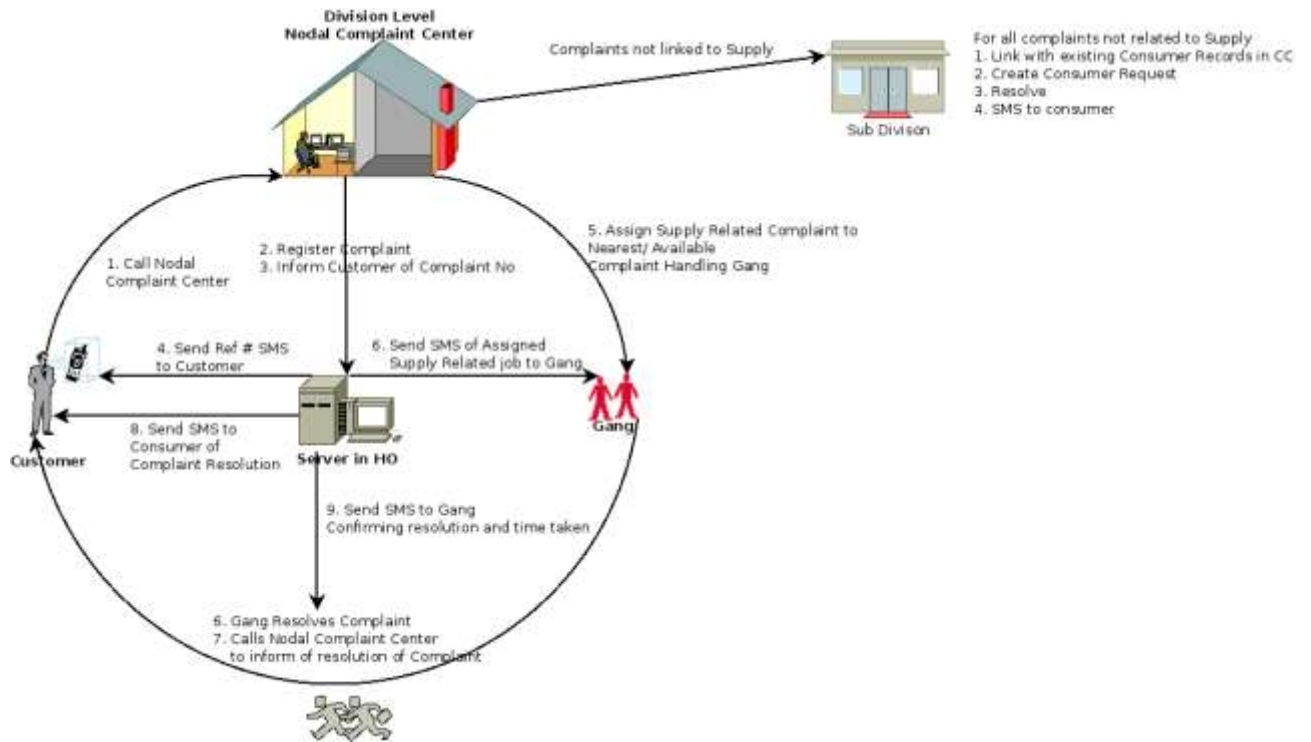 Division Level
Nodal Complaint Center
Complaints not linked to Supply
For all complaints not related to Supply
1. Link with existing Consumer Records in CC
2. Create Consumer Request
3. Resolve
4. SMS to consumer
Sub Divison
1. Call Nodal
Complaint Center
2. Register Complaint
3. Inform Customer of Complaint No
5. Assign Supply Related Complaint to
Nearest/ Available
Complaint Handling Gang
4. Send Ref # SMS
to Customer
6. Send SMS of Assigned
Supply Related job to Gang
Customer
8. Send SMS to
Consumer of
Complaint Resolution
Server in HO
Gang
9. Send SMS to Gang
Confirming resolution and time taken
6. Gang Resolves Complaint
7. Calls Nodal Complaint Center
to inform of resolution of Complaint